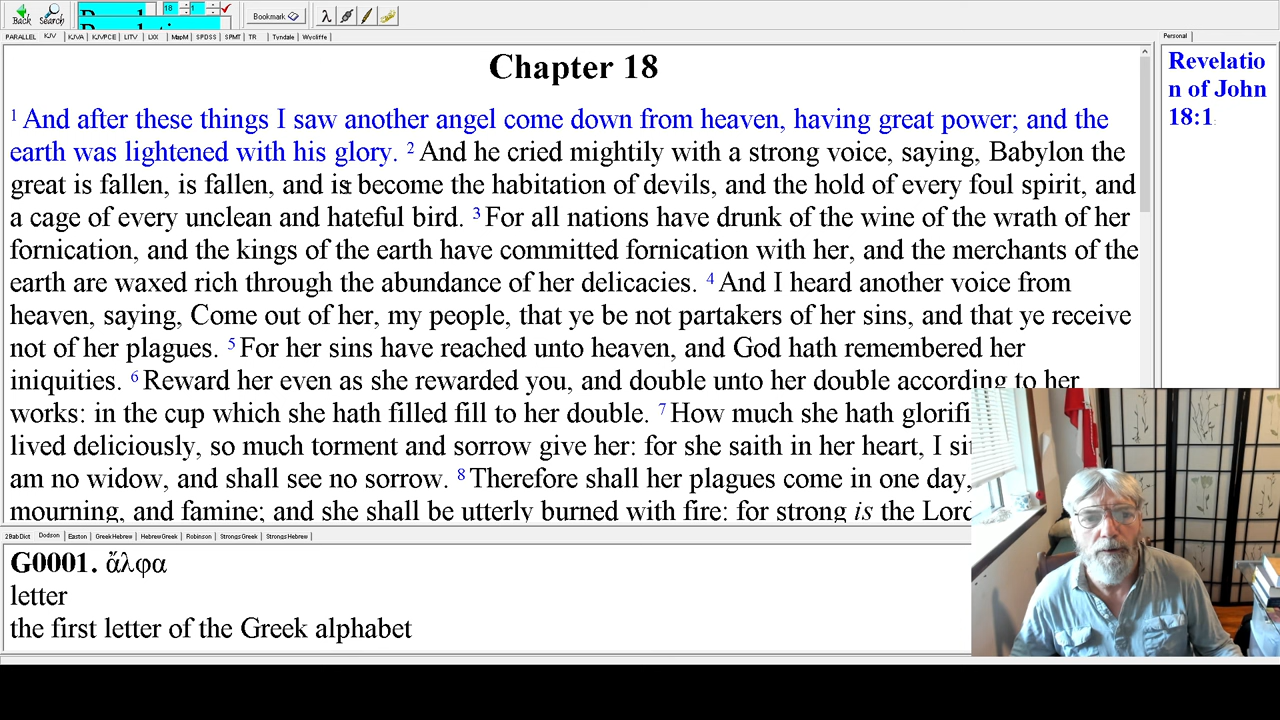 Back Search 18 1 Bookmark λ
PARALLEL KJV KJVA KJVPCE LITV LXX MapM SPDSS SPMT TR Tyndale Wycliffe
Personal
Chapter 18
1 And after these things I saw another angel come down from heaven, having great power; and the
earth was lightened with his glory. 2 And he cried mightily with a strong voice, saying, Babylon the
great is fallen, is fallen, and is become the habitation of devils, and the hold of every foul spirit, and
a cage of every unclean and hateful bird. 3 For all nations have drunk of the wine of the wrath of her
fornication, and the kings of the earth have committed fornication with her, and the merchants of the
earth are waxed rich through the abundance of her delicacies. 4 And I heard another voice from
heaven, saying, Come out of her, my people, that ye be not partakers of her sins, and that ye receive
not of her plagues. 5 For her sins have reached unto heaven, and God hath remembered her
iniquities. 6 Reward her even as she rewarded you, and double unto her double according to her
works: in the cup which she hath filled fill to her double. 7 How much she hath
lived deliciously, so much torment and sorrow give her: for she saith in her heart, I
am no widow, and shall see no sorrow. 8 Therefore shall her plagues come in one day,
mourning, and famine; and she shall be utterly burned with fire: for strong is the Lord
Revelatio
n of John
18:1
2BabDict Dodson Easton GreekHebrew HebrewGreek Robinson StrongsGreek StrongsHebrew
G0001. ἄλφα
letter
the first letter of the Greek alphabet